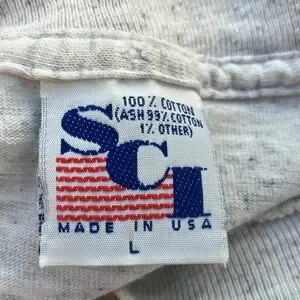 100% COTTON
(ASH 99% COTTON
1% OTHER)
SCI
MADE IN USA
L